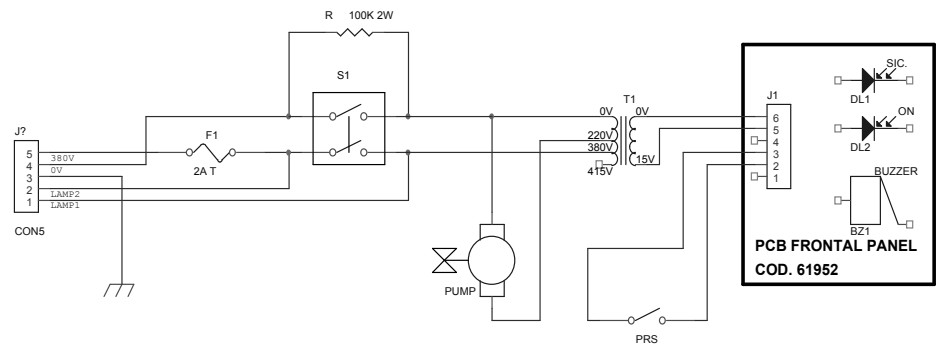 R 100K 2W
S1
J?
F1
2A T
5
4
3
2
1
380V
0V
LAMP2
LAMP1
CON5
PUMP
T1
0V
220V
380V
415V
0V
15V
PRS
J1
6
5
4
3
2
1
SIC.
DL1
ON
DL2
BUZZER
BZ1
PCB FRONTAL PANEL
COD. 61952